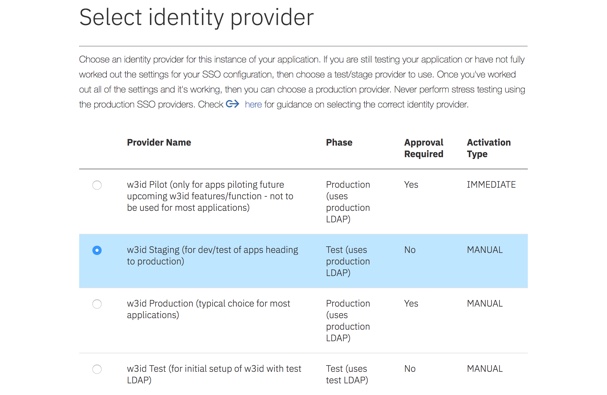 Select identity provider
Choose an identity provider for this instance of your application. If you are still testing your application or have not fully
worked out the settings for your SSO configuration, then choose a test/stage provider to use. Once you've worked
out all of the settings and it's working, then you can choose a production provider. Never perform stress testing using
the production SSO providers. Check here for guidance on selecting the correct identity provider.
Provider Name Phase Approval Required Activation Type
w3id Pilot (only for apps piloting future
upcoming w3id features/function - not to
be used for most applications)
Production
(uses
production
LDAP)
Yes
IMMEDIATE
w3id Staging (for dev/test of apps heading
to production)
Test (uses
production
LDAP)
No
MANUAL
w3id Production (typical choice for most
applications)
Production
(uses
production
LDAP)
Yes
MANUAL
w3id Test (for initial setup of w3id with test
LDAP)
Test (uses
test LDAP)
No
MANUAL